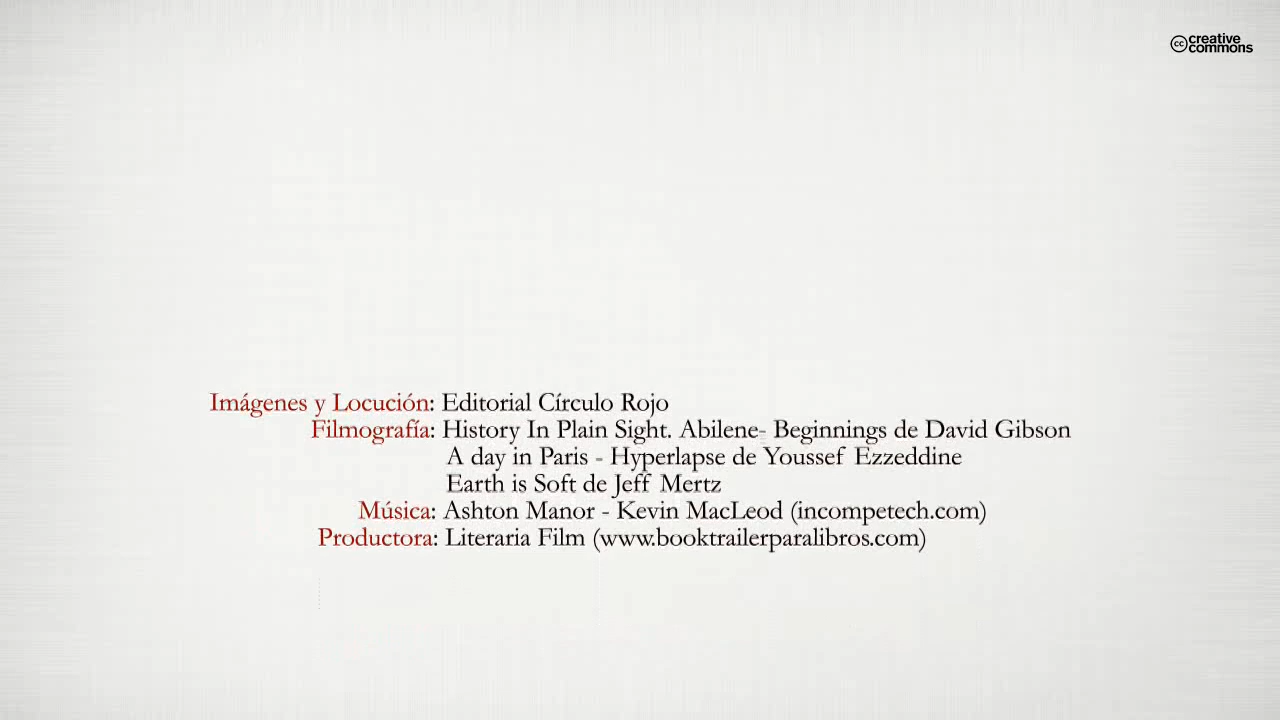 creative
commons
Imágenes y Locución: Editorial Círculo Rojo
Filmografía: History In Plain Sight. Abilene- Beginnings de David Gibson
A day in Paris - Hyperlapse de Youssef Ezzeddine
Earth is Soft de Jeff Mertz
Música: Ashton Manor - Kevin MacLeod (incompetech.com)
Productora: Literaria Film (www.booktrailerparalibros.com)